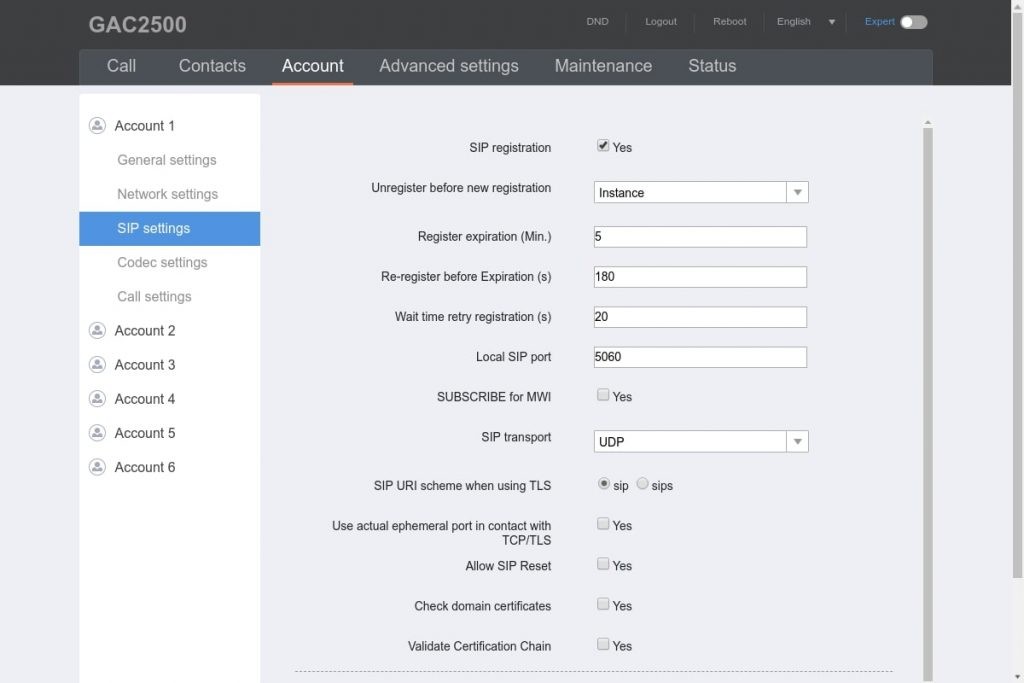 GAC2500
DND Logout Reboot English Expert
Call Contacts Account Advanced settings Maintenance Status
Account 1
General settings
Network settings
SIP settings
Codec settings
Call settings
Account 2
Account 3
Account 4
Account 5
Account 6
SIP registration Yes
Unregister before new registration Instance
Register expiration (Min.) 5
Re-register before Expiration (s) 180
Wait time retry registration (s) 20
Local SIP port 5060
SUBSCRIBE for MWI Yes
SIP transport UDP
SIP URI scheme when using TLS sip sips
Use actual ephemeral port in contact with Yes
TCP/TLS
Allow SIP Reset Yes
Check domain certificates Yes
Validate Certification Chain Yes